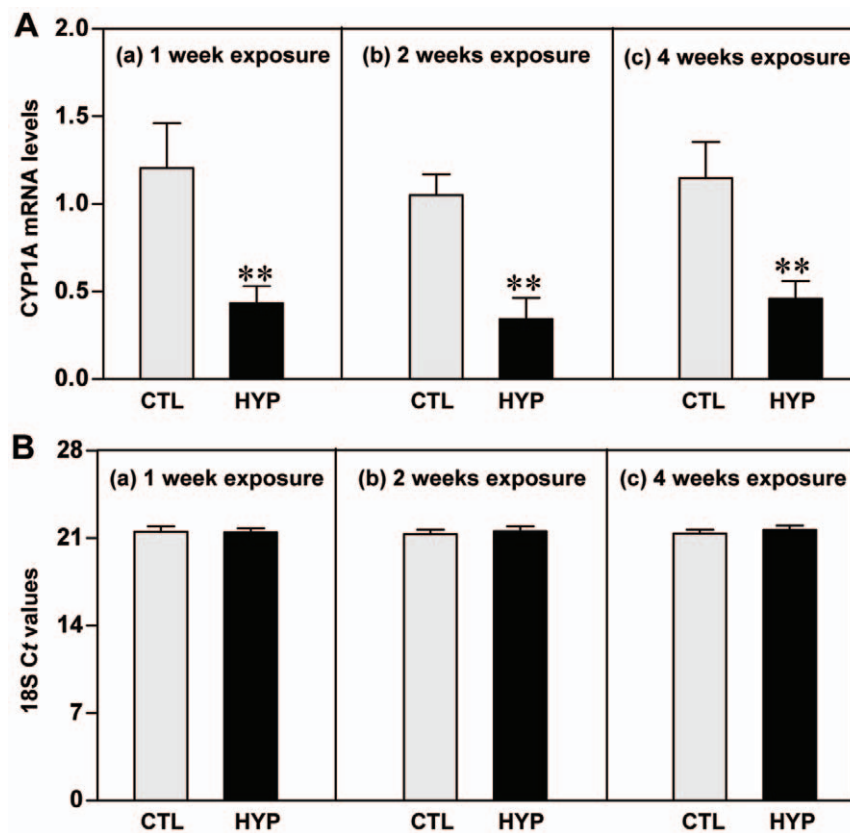 A
CYP1A mRNA levels
2.0
1.5
1.0
0.5
0.0
(a) 1 week exposure
(b) 2 weeks exposure
(c) 4 weeks exposure
**
**
**
CTL HYP CTL HYP CTL HYP
B
18S Ct values
28
21
14
7
0
(a) 1 week exposure
(b) 2 weeks exposure
(c) 4 weeks exposure
CTL HYP CTL HYP CTL HYP